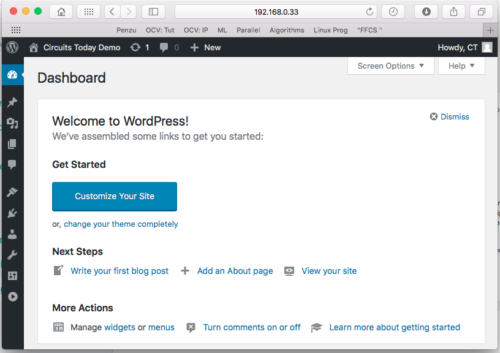 192.168.0.33
Penzu OCV: Tut OCV: IP ML Parallel Algorithms Linux Prog "FFCS "
Circuits Today Demo 1 0 New Howdy, CT
Screen Options Help
Dashboard
Welcome to WordPress!
Dismiss
We've assembled some links to get you started:
Get Started
Customize Your Site
or, change your theme completely
Next Steps
Write your first blog post Add an About page View your site
More Actions
Manage widgets or menus Turn comments on or off Learn more about getting started